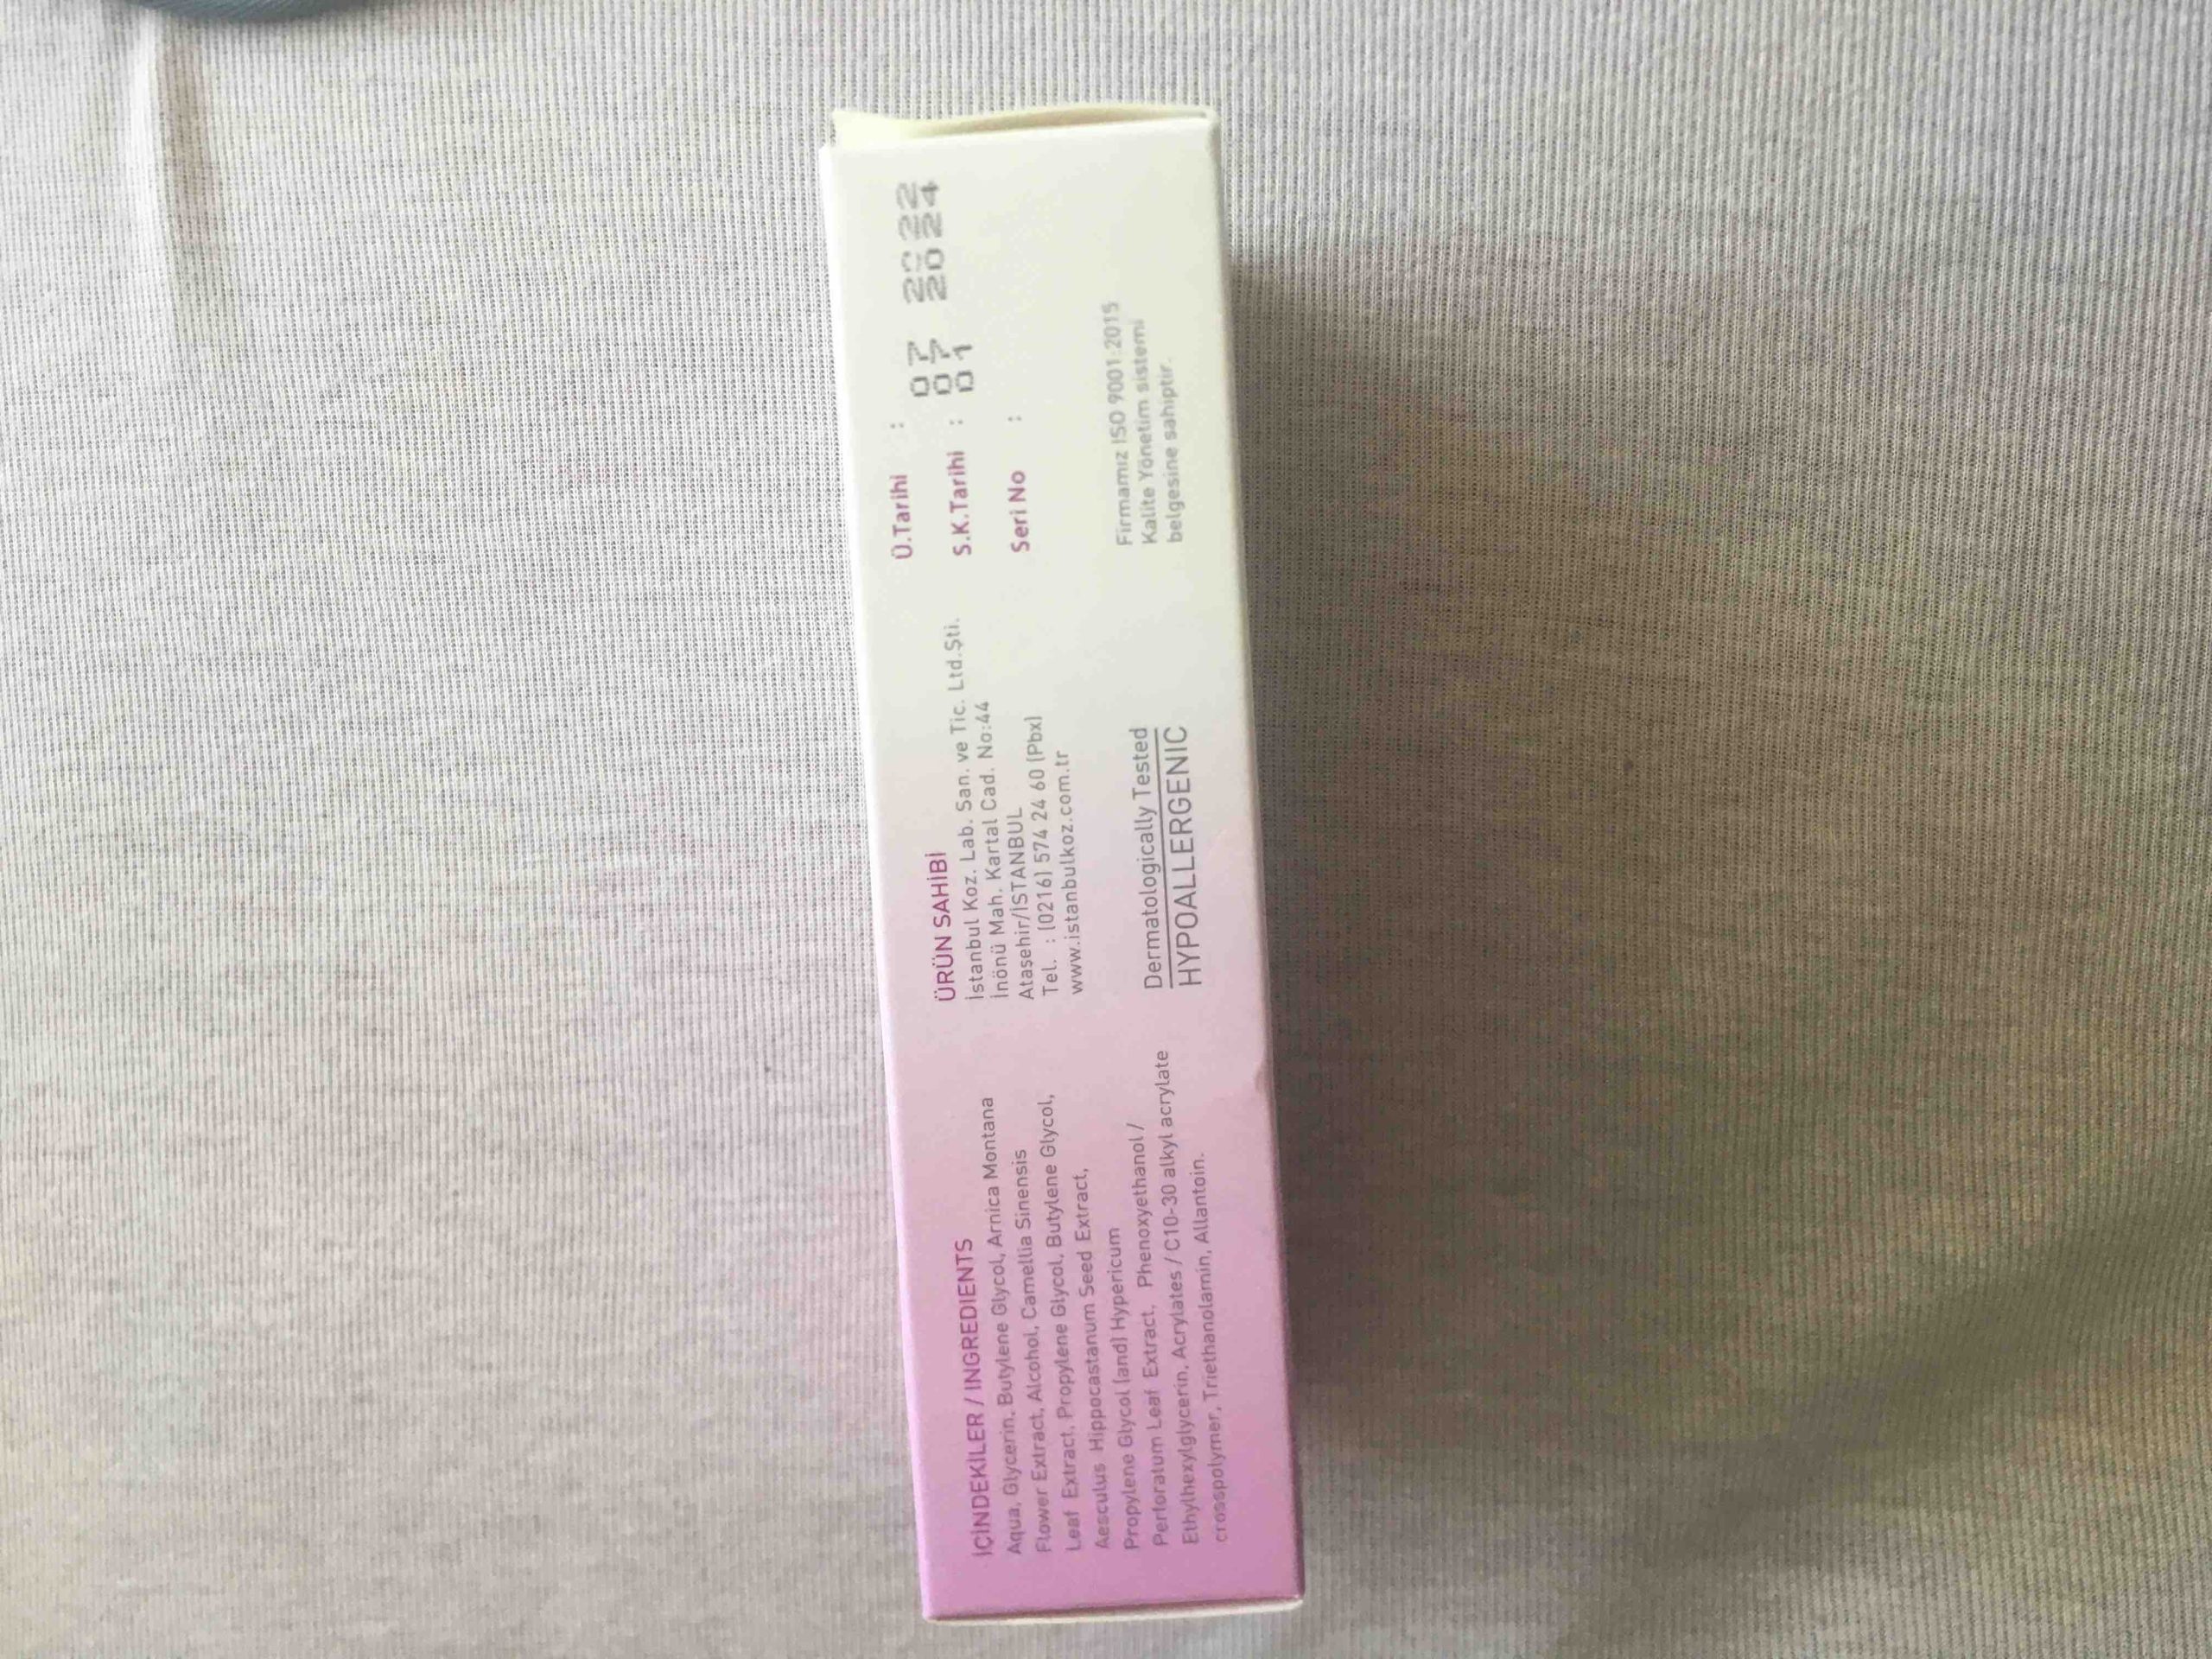 İÇİNDEKİLER / INGREDIENTS
Aqua, Glycerin, Butylene Glycol, Arnica Montana
Flower Extract, Alcohol, Camellia Sinensis
Leaf Extract, Propylene Glycol, Butylene Glycol,
Aesculus Hippocastanum Seed Extract,
Propylene Glycol (and) Hypericum
Perforatum Leaf Extract, Phenoxyethanol /
Ethylhexylglycerin, Acrylates / C10-30 alkyl acrylate
crosspolymer, Triethanolamin, Allantoin.
ÜRÜN SAHİBİ
İstanbul Koz. Lab. San. ve Tic. Ltd.Şti.
İnönü Mah. Kartal Cad. No:44
Ataşehir/İSTANBUL
Tel. : (0216) 574 24 60 (Pbx)
www.istanbulkoz.com.tr
Dermatologically Tested
HYPOALLERGENIC
Ü.Tarihi :
S.K.Tarihi :
Seri No :
07 2022
07 2024
01
Firmamız ISO 9001:2015
Kalite Yönetim sistemi
belgesine sahiptir.